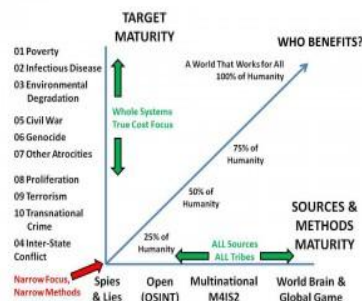 TARGET
MATURITY
WHO BENEFITS?
01 Poverty
02 Infectious Disease
03 Environmental
Degradation
05 Civil War
06 Genocide
07 Other Atrocities
08 Proliferation
09 Terrorism
10 Transnational
Crime
04 Inter-State
Conflict
A World That Works for All
100% of Humanity
Whole Systems
True Cost Focus
75% of
Humanity
50% of
Humanity
25% of
Humanity
ALL Sources
ALL Tribes
SOURCES &
METHODS
MATURITY
Narrow Focus,
Narrow Methods
Spies
& Lies
Open
(OSINT)
Multinational
M4IS2
World Brain &
Global Game